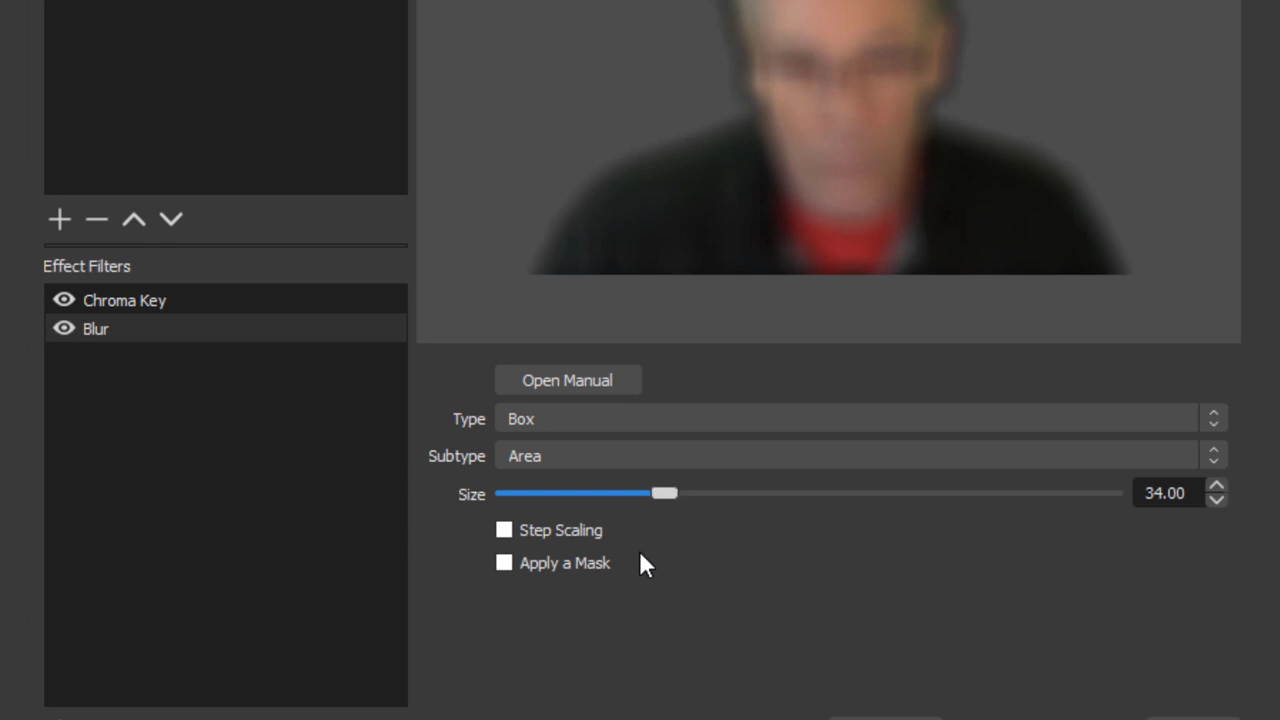 Effect Filters
Chroma Key
Blur
Open Manual
Type Box
Subtype Area
Size 34.00
Step Scaling
Apply a Mask